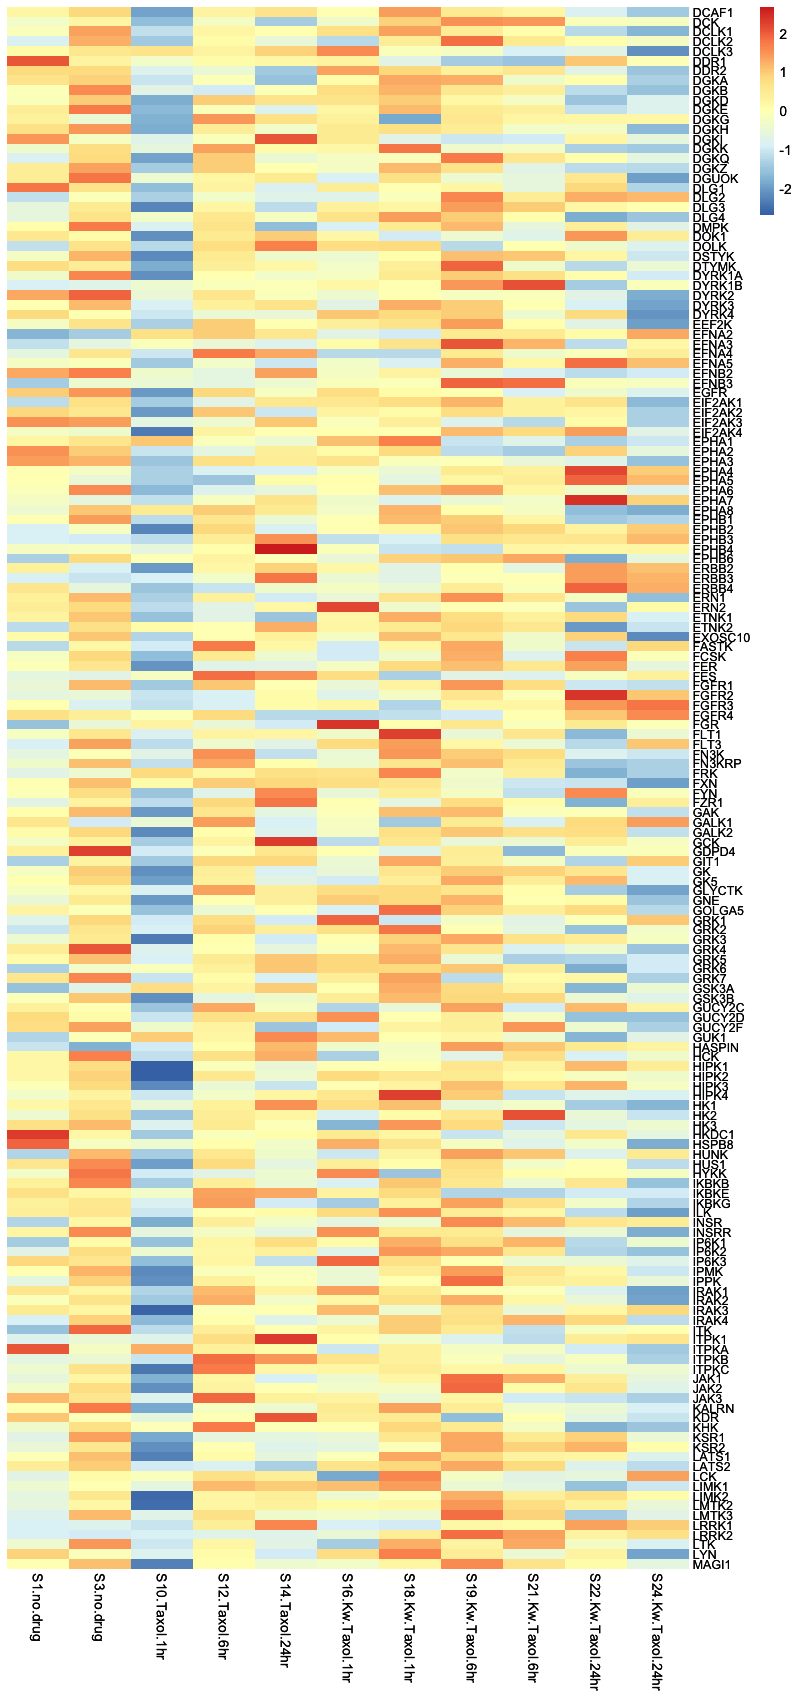 DCAF1
DCK
DCLK1
DCLK2
DCLK3
DDR1
DDR2
DGKA
DGKB
DGKD
DGKE
DGKG
DGKH
DGKI
DGKK
DGKQ
DGKZ
DGUOK
DLG1
DLG2
DLG3
DLG4
DMPK
DOK1
DOLK
DSTYK
DTYMK
DYRK1A
DYRK1B
DYRK2
DYRK3
DYRK4
EEF2K
EFNA2
EFNA3
EFNA4
EFNA5
EFNB2
EFNB3
EGFR
EIF2AK1
EIF2AK2
EIF2AK3
EIF2AK4
EPHA1
EPHA2
EPHA3
EPHA4
EPHA5
EPHA6
EPHA7
EPHA8
EPHB1
EPHB2
EPHB3
EPHB4
EPHB6
ERBB2
ERBB3
ERBB4
ERN1
ERN2
ETNK1
ETNK2
EXOSC10
FASTK
FCSK
FER
FES
FGFR1
FGFR2
FGFR3
FGFR4
FGR
FLT1
FLT3
FN3K
FN3KRP
FRK
FXN
FYN
FZR1
GAK
GALK1
GALK2
GCK
GDPD4
GIT1
GK
GK5
GLYCTK
GNE
GOLGA5
GRK1
GRK2
GRK3
GRK4
GRK5
GRK6
GRK7
GSK3A
GSK3B
GUCY2C
GUCY2D
GUCY2F
GUK1
HASPIN
HCK
HIPK1
HIPK2
HIPK3
HIPK4
HK1
HK2
HK3
HKDC1
HSPB8
HUNK
HUS1
HYKK
IKBKB
IKBKE
IKBKG
ILK
INSR
INSRR
IP6K1
IP6K2
IP6K3
IPMK
IPPK
IRAK1
IRAK2
IRAK3
IRAK4
ITK
ITPK1
ITPKA
ITPKB
ITPKC
JAK1
JAK2
JAK3
KALRN
KDR
KHK
KSR1
KSR2
LATS1
LATS2
LCK
LIMK1
LIMK2
LMTK2
LMTK3
LRRK1
LRRK2
LTK
LYN
MAGI1
2
1
0
-1
-2
S1.no.drug
S3.no.drug
S10.Taxol.1hr
S12.Taxol.6hr
S14.Taxol.24hr
S16.Kw.Taxol.1hr
S18.Kw.Taxol.1hr
S19.Kw.Taxol.6hr
S21.Kw.Taxol.6hr
S22.Kw.Taxol.24hr
S24.Kw.Taxol.24hr